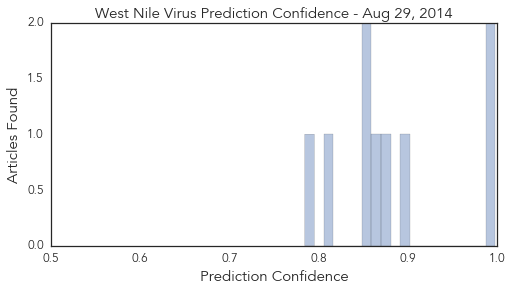 West Nile Virus Prediction Confidence - Aug 29, 2014
2.0
1.5
1.0
0.5
0.0
Articles Found
0.5 0.6 0.7 0.8 0.9 1.0
Prediction Confidence